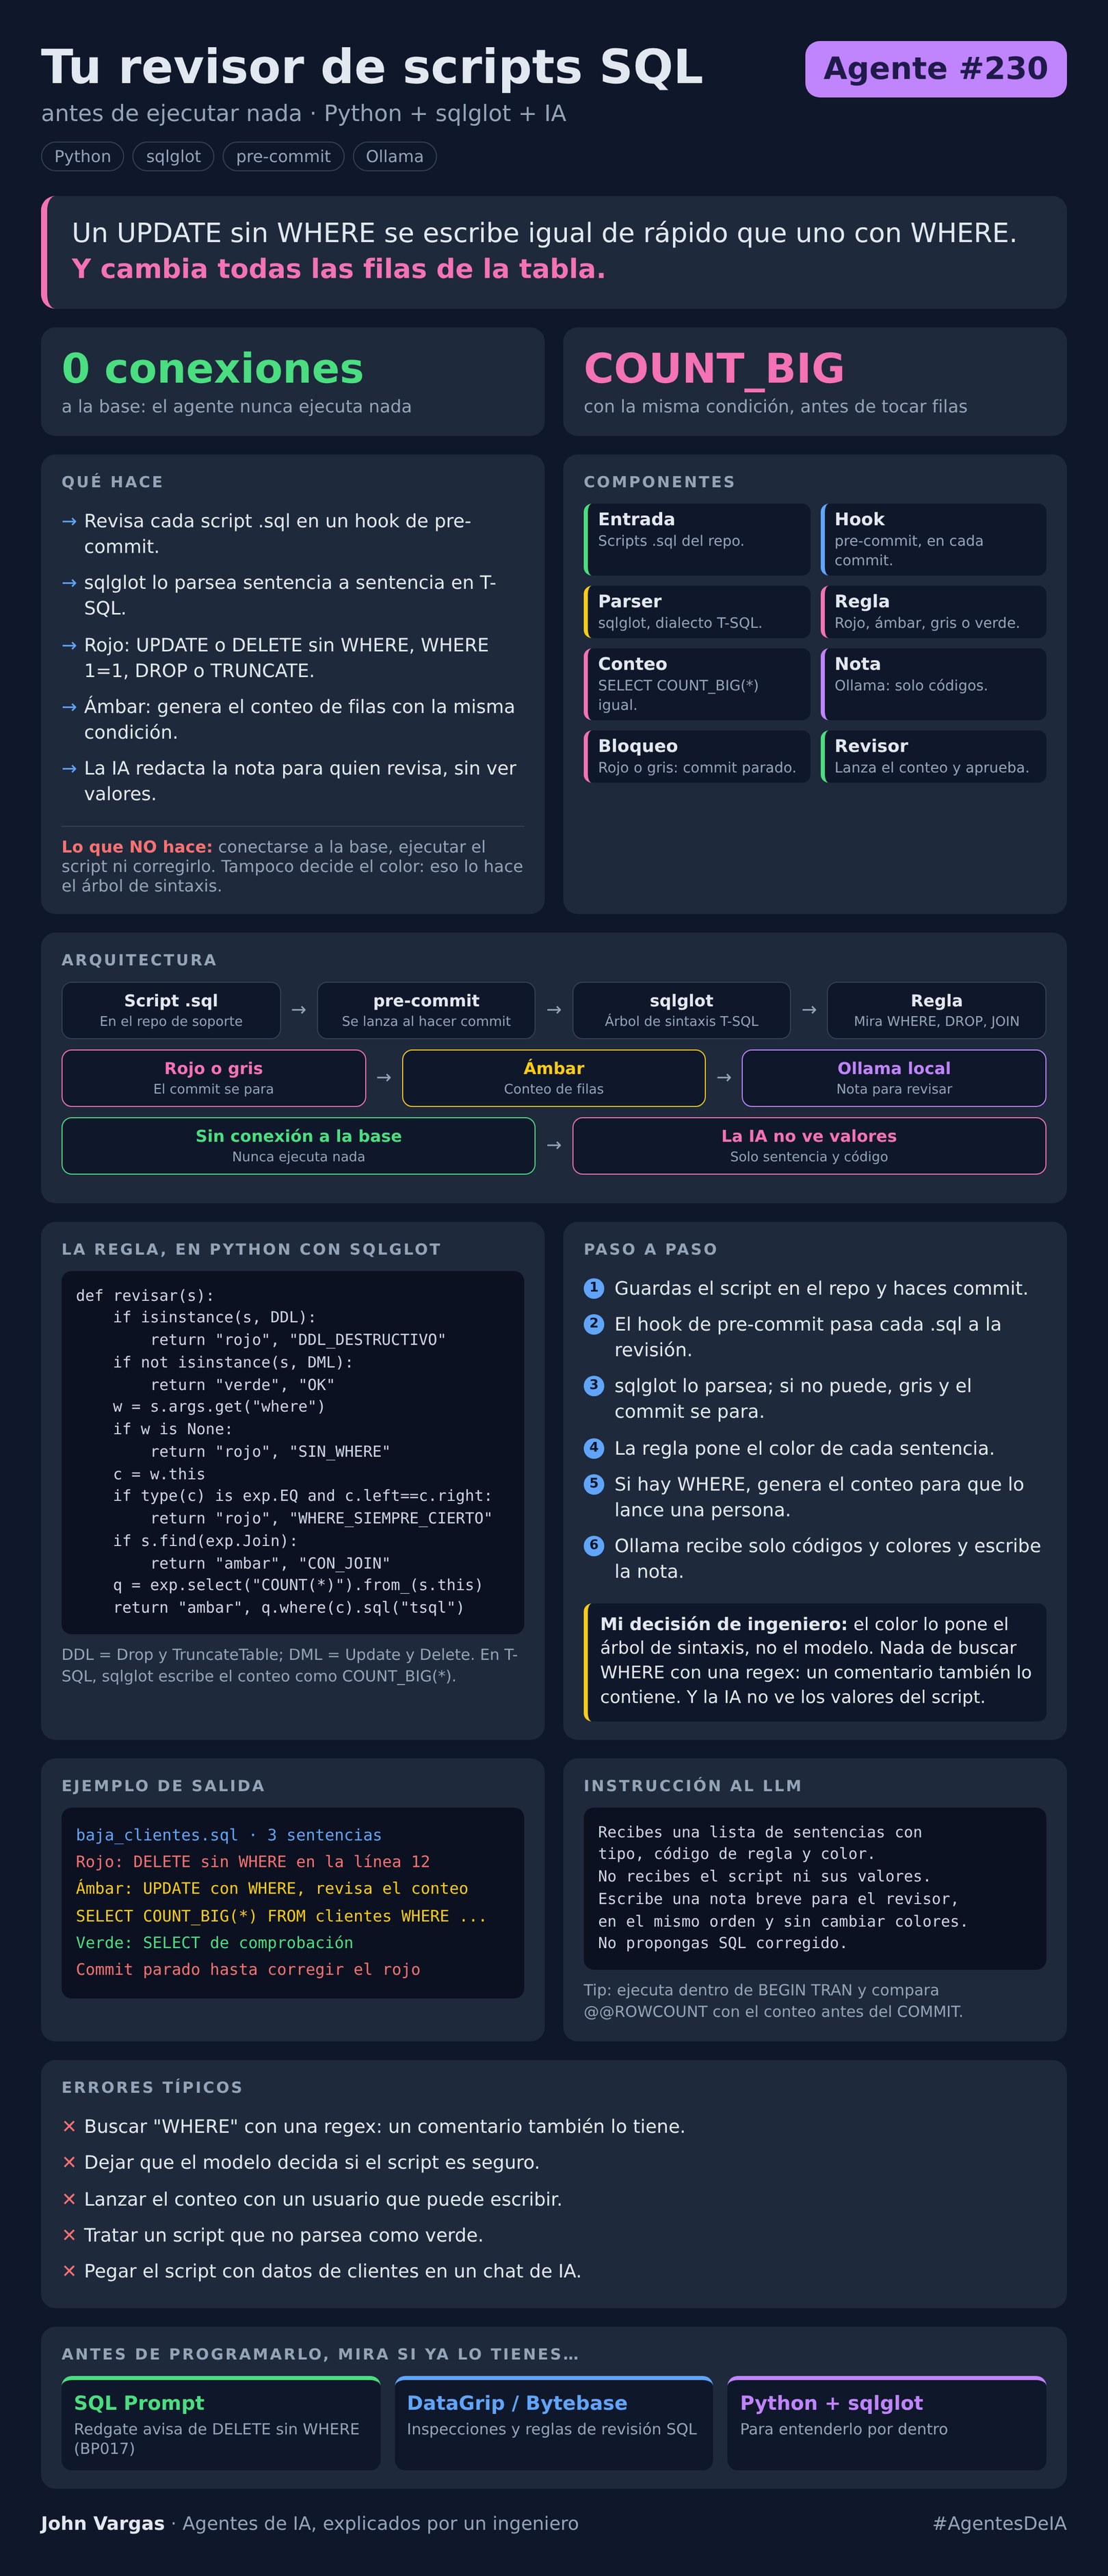 Tu revisor de scripts SQL
Agente #230
antes de ejecutar nada · Python + sqlglot + IA
Python
sqlglot
pre-commit
Ollama
Un UPDATE sin WHERE se escribe igual de rápido que uno con WHERE.
Y cambia todas las filas de la tabla.
0 conexiones
a la base: el agente nunca ejecuta nada
COUNT_BIG
con la misma condición, antes de tocar filas
QUÉ HACE
→ Revisa cada script .sql en un hook de pre-
commit.
→ sqlglot lo parsea sentencia a sentencia en T-
SQL.
→ Rojo: UPDATE o DELETE sin WHERE, WHERE
1=1, DROP o TRUNCATE.
→ Ámbar: genera el conteo de filas con la misma
condición.
→ La IA redacta la nota para quien revisa, sin ver
valores.
Lo que NO hace: conectarse a la base, ejecutar el
script ni corregirlo. Tampoco decide el color: eso lo hace
el árbol de sintaxis.
COMPONENTES
Entrada
Scripts .sql del repo.
Hook
pre-commit, en cada
commit.
Parser
sqlglot, dialecto T-SQL.
Regla
Rojo, ámbar, gris o verde.
Conteo
SELECT COUNT_BIG(*)
igual.
Nota
Ollama: solo códigos.
Bloqueo
Rojo o gris: commit parado.
Revisor
Lanza el conteo y aprueba.
ARQUITECTURA
Script .sql
En el repo de soporte
→
pre-commit
Se lanza al hacer commit
→
sqlglot
Árbol de sintaxis T-SQL
→
Regla
Mira WHERE, DROP, JOIN
Rojo o gris
El commit se para
→
Ámbar
Conteo de filas
→
Ollama local
Nota para revisar
Sin conexión a la base
Nunca ejecuta nada
→
La IA no ve valores
Solo sentencia y código
LA REGLA, EN PYTHON CON SQLGLOT
def revisar(s):
    if isinstance(s, DDL):
        return "rojo", "DDL_DESTRUCTIVO"
    if not isinstance(s, DML):
        return "verde", "OK"
    w = s.args.get("where")
    if w is None:
        return "rojo", "SIN_WHERE"
    c = w.this
    if type(c) is exp.EQ and c.left==c.right:
        return "rojo", "WHERE_SIEMPRE_CIERTO"
    if s.find(exp.Join):
        return "ambar", "CON_JOIN"
    q = exp.select("COUNT(*)").from_(s.this)
    return "ambar", q.where(c).sql("tsql")
DDL = Drop y TruncateTable; DML = Update y Delete. En T-
SQL, sqlglot escribe el conteo como COUNT_BIG(*).
PASO A PASO
1 Guardas el script en el repo y haces commit.
2 El hook de pre-commit pasa cada .sql a la
revisión.
3 sqlglot lo parsea; si no puede, gris y el
commit se para.
4 La regla pone el color de cada sentencia.
5 Si hay WHERE, genera el conteo para que lo
lance una persona.
6 Ollama recibe solo códigos y colores y escribe
la nota.
Mi decisión de ingeniero: el color lo pone el
árbol de sintaxis, no el modelo. Nada de buscar
WHERE con una regex: un comentario también lo
contiene. Y la IA no ve los valores del script.
EJEMPLO DE SALIDA
baja_clientes.sql · 3 sentencias
Rojo: DELETE sin WHERE en la línea 12
Ámbar: UPDATE con WHERE, revisa el conteo
SELECT COUNT_BIG(*) FROM clientes WHERE ...
Verde: SELECT de comprobación
Commit parado hasta corregir el rojo
INSTRUCCIÓN AL LLM
Recibes una lista de sentencias con
tipo, código de regla y color.
No recibes el script ni sus valores.
Escribe una nota breve para el revisor,
en el mismo orden y sin cambiar colores.
No propongas SQL corregido.
Tip: ejecuta dentro de BEGIN TRAN y compara
@@ROWCOUNT con el conteo antes del COMMIT.
ERRORES TÍPICOS
✕ Buscar "WHERE" con una regex: un comentario también lo tiene.
✕ Dejar que el modelo decida si el script es seguro.
✕ Lanzar el conteo con un usuario que puede escribir.
✕ Tratar un script que no parsea como verde.
✕ Pegar el script con datos de clientes en un chat de IA.
ANTES DE PROGRAMARLO, MIRA SI YA LO TIENES…
SQL Prompt
Redgate avisa de DELETE sin WHERE
(BP017)
DataGrip / Bytebase
Inspecciones y reglas de revisión SQL
Python + sqlglot
Para entenderlo por dentro
John Vargas · Agentes de IA, explicados por un ingeniero
#AgentesDeIA